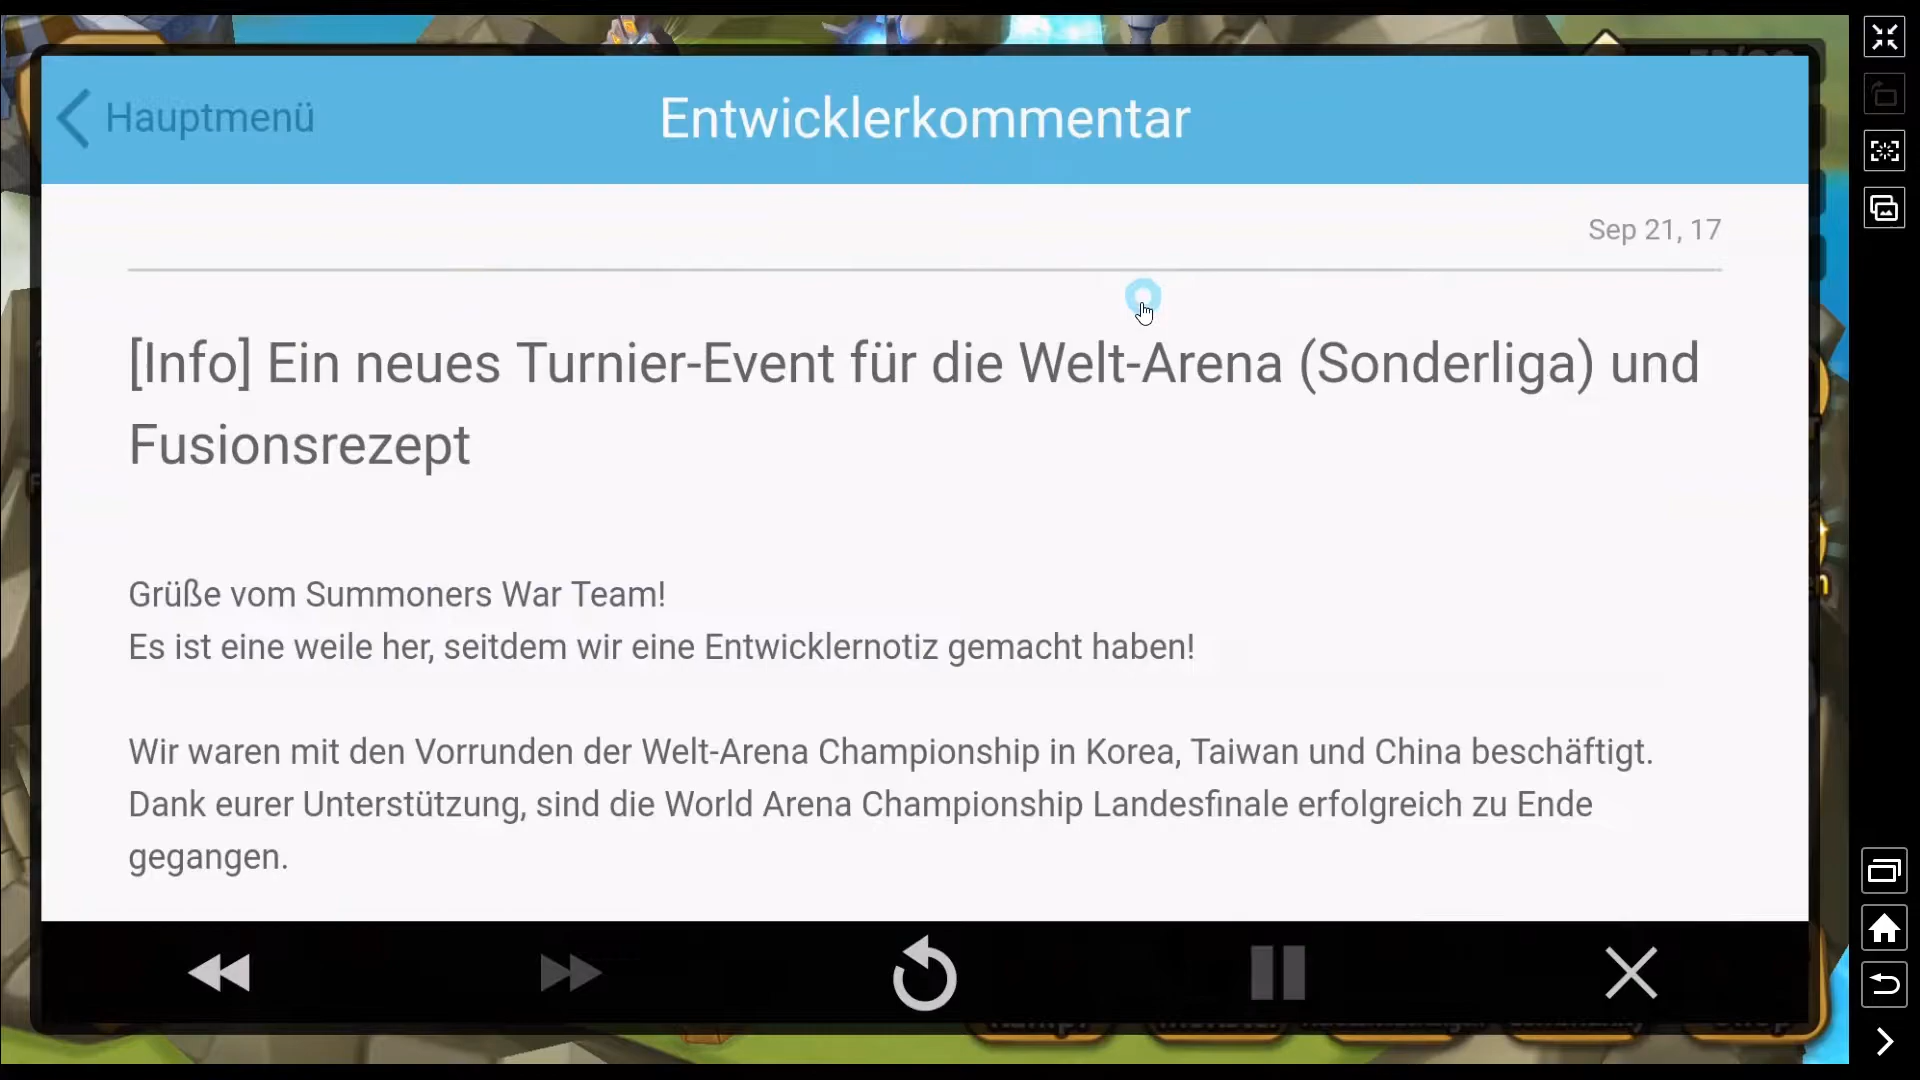 Hauptmenü
Entwicklerkommentar
Sep 21, 17
[Info] Ein neues Turnier-Event für die Welt-Arena (Sonderliga) und
Fusionsrezept
Grüße vom Summoners War Team!
Es ist eine weile her, seitdem wir eine Entwicklernotiz gemacht haben!
Wir waren mit den Vorrunden der Welt-Arena Championship in Korea, Taiwan und China beschäftigt.
Dank eurer Unterstützung, sind die World Arena Championship Landesfinale erfolgreich zu Ende
gegangen.